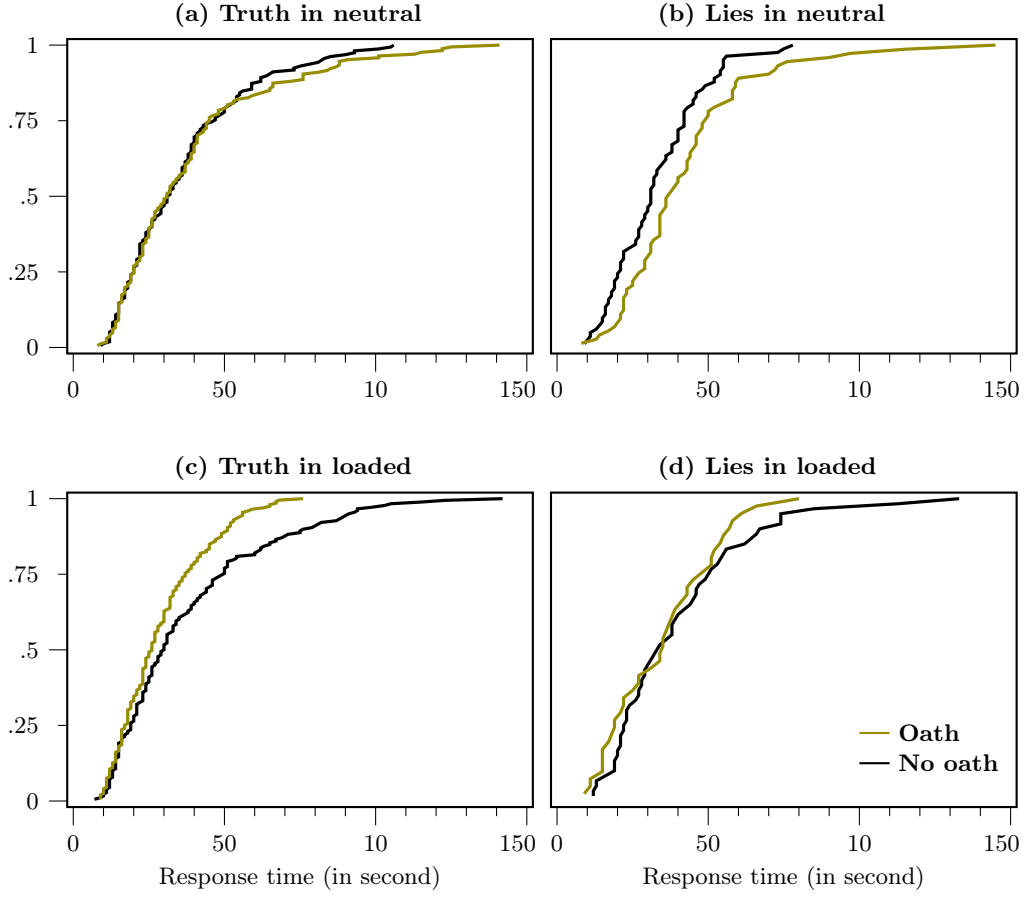 (a) Truth in neutral
(b) Lies in neutral
1
.75
.5
.25
0
0 50 10 150
0 50 10 150
(c) Truth in loaded
(d) Lies in loaded
1
.75
.5
.25
0
Oath
No oath
0 50 10 150
0 50 10 150
Response time (in second)
Response time (in second)